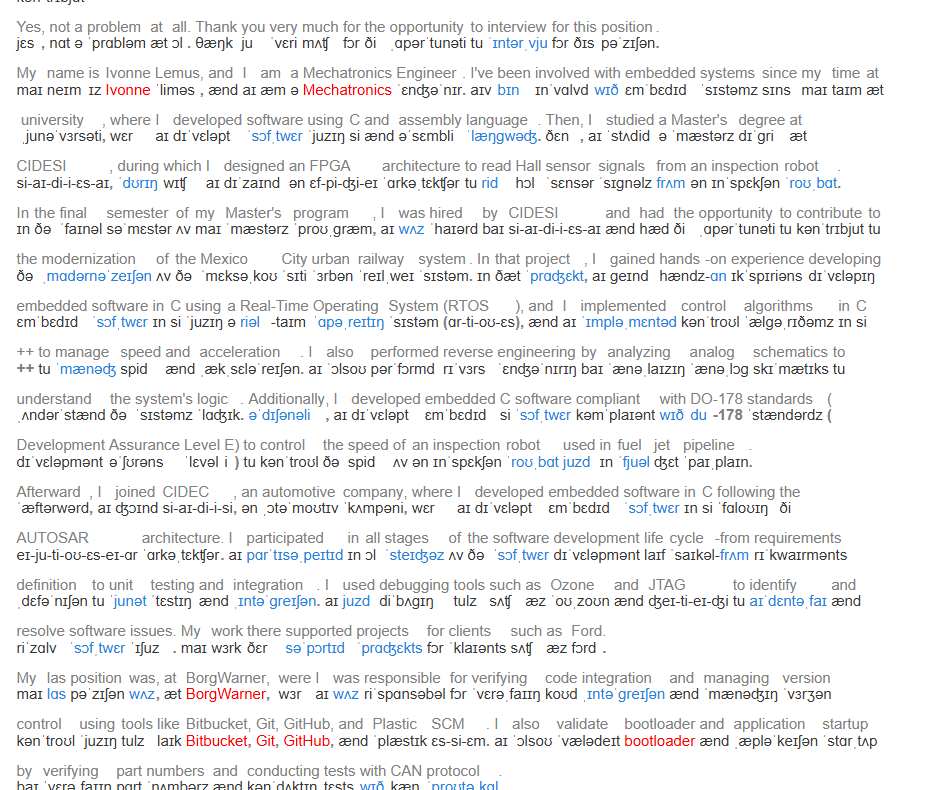 Yes, not a problem at all. Thank you very much for the opportunity to interview for this position.
jɛs , nɑt ə ˈprɑbləm æt ɔl . θæŋk ju ˈvɛri mʌʧ fɔr ði ˌɑpərˈtunəti tu ˈɪntərˌvju fɔr ðɪs pəˈzɪʃən.
My name is Ivonne Lemus, and I am a Mechatronics Engineer . I've been involved with embedded systems since my time at
maɪ neɪm ɪz Ivonne ˈliməs , ænd aɪ æm ə Mechatronics ˈɛnʤəˈnɪr. aɪv bɪn ɪnˈvɑlvd wɪð ɛmˈbɛdɪd ˈsɪstəmz sɪns maɪ taɪm æt
university , where I developed software using C and assembly language . Then, I studied a Master's degree at
ˌjunəˈvɜrsəti, wɛr aɪ dɪˈvɛləpt ˈsɔfˌtwɛr ˈjuzɪŋ si ænd əˈsɛmbli ˈlæŋgwəʤ. ðɛn , aɪ ˈstʌdid ə ˈmæstərz dɪˈgri æt
CIDESI , during which I designed an FPGA architecture to read Hall sensor signals from an inspection robot .
si-aɪ-di-i-ɛs-aɪ, ˈdʊrɪŋ wɪʧ aɪ dɪˈzaɪnd ən ɛf-pi-ʤi-eɪ ˈɑrkəˌtɛkʧər tu rid hɔl ˈsɛnsər ˈsɪgnəlz frʌm ən ɪnˈspɛkʃən ˈroʊˌbɑt.
In the final semester of my Master's program , I was hired by CIDESI and had the opportunity to contribute to
ɪn ðə ˈfaɪnəl səˈmɛstər ʌv maɪ ˈmæstərz ˈproʊˌgræm, aɪ wʌz ˈhaɪərd baɪ si-aɪ-di-i-ɛs-aɪ ænd hæd ði ˌɑpərˈtunəti tu kənˈtrɪbjut tu
the modernization of the Mexico City urban railway system . In that project , I gained hands -on experience developing
ðə ˌmɑdərnəˈzeɪʃən ʌv ðə ˈmɛksəˌkoʊ ˈsɪti ˈɜrbən ˈreɪlˌweɪ ˈsɪstəm. ɪn ðæt ˈprɑʤɛkt, aɪ geɪnd hændz-ɑn ɪkˈspɪriəns dɪˈvɛləpɪŋ
embedded software in C using a Real-Time Operating System (RTOS ), and I implemented control algorithms in C
ɛmˈbɛdɪd ˈsɔfˌtwɛr ɪn si ˈjuzɪŋ ə riəl -taɪm ˈɑpəˌreɪtɪŋ ˈsɪstəm (ɑr-ti-oʊ-ɛs), ænd aɪ ˈɪmpləˌmɛntəd kənˈtroʊl ˈælgəˌrɪðəmz ɪn si
++ to manage speed and acceleration . I also performed reverse engineering by analyzing analog schematics to
++ tu ˈmænəʤ spid ænd ˌækˌsɛləˈreɪʃən. aɪ ˈɔlsoʊ pərˈfɔrmd rɪˈvɜrs ˈɛnʤəˈnɪrɪŋ baɪ ˈænəˌlaɪzɪŋ ˈænəˌlɔg skɪˈmætɪks tu
understand the system's logic . Additionally, I developed embedded C software compliant with DO-178 standards (
ˌʌndərˈstænd ðə ˈsɪstəmz ˈlɑʤɪk. əˈdɪʃənəli , aɪ dɪˈvɛləpt ɛmˈbɛdɪd si ˈsɔfˌtwɛr kəmˈplaɪənt wɪð du -178 ˈstændərdz (
Development Assurance Level E) to control the speed of an inspection robot used in fuel jet pipeline .
dɪˈvɛləpmənt əˈʃʊrəns ˈlɛvəl i ) tu kənˈtroʊl ðə spid ʌv ən ɪnˈspɛkʃən ˈroʊˌbɑt juzd ɪn ˈfjuəl ʤɛt ˈpaɪˌplaɪn.
Afterward , I joined CIDEC , an automotive company, where I developed embedded software in C following the
ˈæftərwərd, aɪ ʤɔɪnd si-aɪ-di-i-si, ən ˌɔtəˈmoʊtɪv ˈkʌmpəni, wɛr aɪ dɪˈvɛləpt ɛmˈbɛdɪd ˈsɔfˌtwɛr ɪn si ˈfɑloʊɪŋ ði
AUTOSAR architecture. I participated in all stages of the software development life cycle -from requirements
eɪ-ju-ti-oʊ-ɛs-eɪ-ɑr ˈɑrkəˌtɛkʧər. aɪ pɑrˈtɪsəˌpeɪtɪd ɪn ɔl ˈsteɪʤəz ʌv ðə ˈsɔfˌtwɛr dɪˈvɛləpmənt laɪf ˈsaɪkəl-frʌm rɪˈkwaɪrmənts
definition to unit testing and integration . I used debugging tools such as Ozone and JTAG to identify and
ˌdɛfəˈnɪʃən tu ˈjunət ˈtɛstɪŋ ænd ˌɪntəˈgreɪʃən. aɪ juzd diˈbʌgɪŋ tulz sʌʧ æz ˈoʊˌzoʊn ænd ʤeɪ-ti-eɪ-ʤi tu aɪˈdɛntəˌfaɪ ænd
resolve software issues. My work there supported projects for clients such as Ford.
riˈzɑlv ˈsɔfˌtwɛr ˈɪʃuz . maɪ wɜrk ðɛr səˈpɔrtɪd ˈprɑʤɛkts fɔr ˈklaɪənts sʌʧ æz fɔrd .
My las position was, at BorgWarner, were I was responsible for verifying code integration and managing version
maɪ lɑs pəˈzɪʃən wʌz, æt BorgWarner, wɜr aɪ wʌz riˈspɑnsəbəl fɔr ˈvɛrəˌfaɪɪŋ koʊd ˌɪntəˈgreɪʃən ænd ˈmænəʤɪŋ ˈvɜrʒən
control using tools like Bitbucket, Git, GitHub, and Plastic SCM . I also validate bootloader and application startup
kənˈtroʊl ˈjuzɪŋ tulz laɪk Bitbucket, Git, GitHub, ænd ˈplæstɪk ɛs-si-ɛm. aɪ ˈɔlsoʊ ˈvælədeɪt bootloader ænd ˌæpləˈkeɪʃən ˈstɑrˌtʌp
by verifying part numbers and conducting tests with CAN protocol .
baɪ ˈvɛrəˌfaɪɪŋ pɑrt ˈnʌmbərz ænd kənˈdʌktɪŋ tɛsts wɪð kæn ˈproʊtəˌkɑl